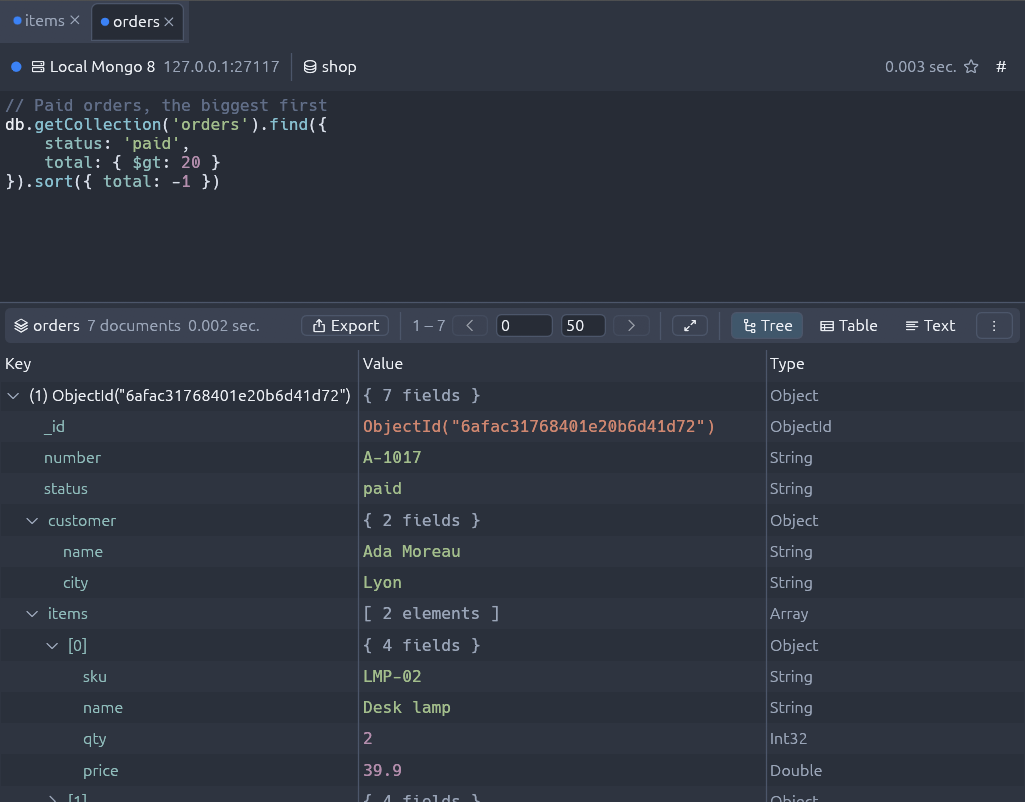 items
orders
Local Mongo 8 127.0.0.1:27117 shop 0.003 sec. #
// Paid orders, the biggest first
db.getCollection('orders').find({
    status: 'paid',
    total: { $gt: 20 }
}).sort({ total: -1 })
orders 7 documents 0.002 sec. Export 1 – 7 0 50 Tree Table Text
Key Value Type
(1) ObjectId("6afac31768401e20b6d41d72") { 7 fields } Object
_id ObjectId("6afac31768401e20b6d41d72") ObjectId
number A-1017 String
status paid String
customer { 2 fields } Object
name Ada Moreau String
city Lyon String
items [ 2 elements ] Array
[0] { 4 fields } Object
sku LMP-02 String
name Desk lamp String
qty 2 Int32
price 39.9 Double
[1] { 4 fields } Object